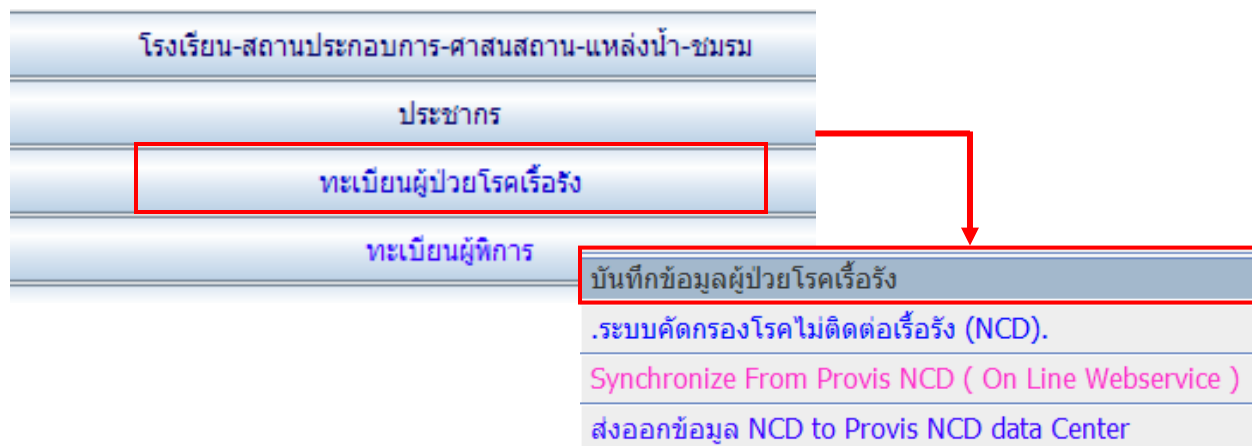 โรงเรียน-สถานประกอบการ-ศาสนสถาน-แหล่งน้ำ-ชมรม
ประชากร
ทะเบียนผู้ป่วยโรคเรื้อรัง
ทะเบียนผู้พิการ
บันทึกข้อมูลผู้ป่วยโรคเรื้อรัง
.ระบบคัดกรองโรคไม่ติดต่อเรื้อรัง (NCD).
Synchronize From Provis NCD ( On Line Webservice )
ส่งออกข้อมูล NCD to Provis NCD data Center